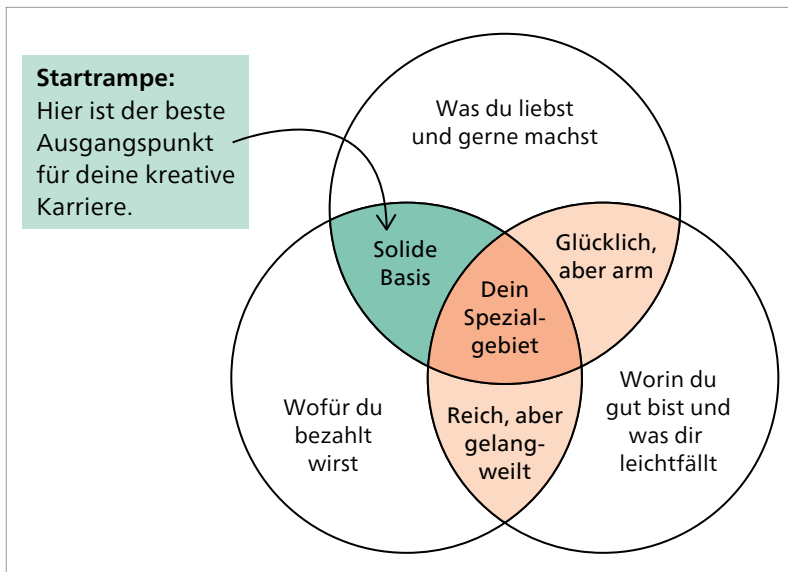 Startrampe:
Hier ist der beste
Ausgangspunkt
für deine kreative
Karriere.
Was du liebst
und gerne machst
Solide
Basis
Glücklich,
aber arm
Dein
Spezial-
gebiet
Wofür du
bezahlt
wirst
Reich, aber
gelang-
weilt
Worin du
gut bist und
was dir
leichtfällt